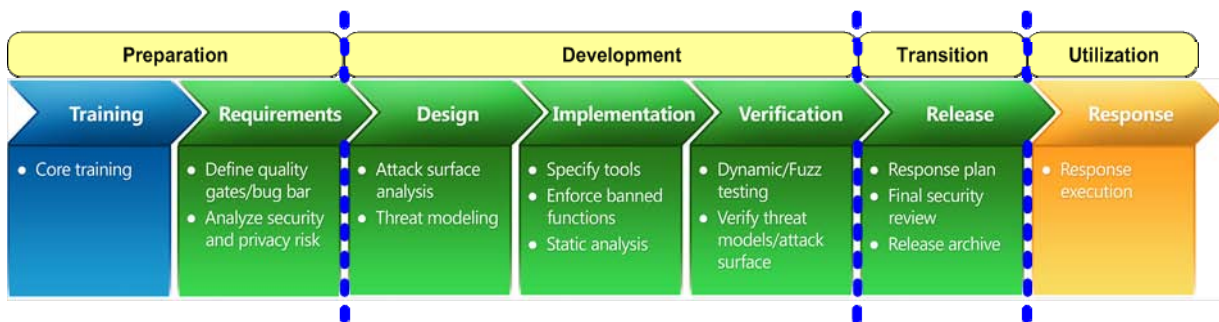 Preparation
Development
Transition
Utilization
Training
Requirements
Design
Implementation
Verification
Release
Response
• Core training
• Define quality
gates/bug bar
• Analyze security
and privacy risk
• Attack surface
analysis
• Threat modeling
• Specify tools
• Enforce banned
functions
• Static analysis
• Dynamic/Fuzz
testing
• Verify threat
models/attack
surface
• Response plan
• Final security
review
• Release archive
• Response
execution